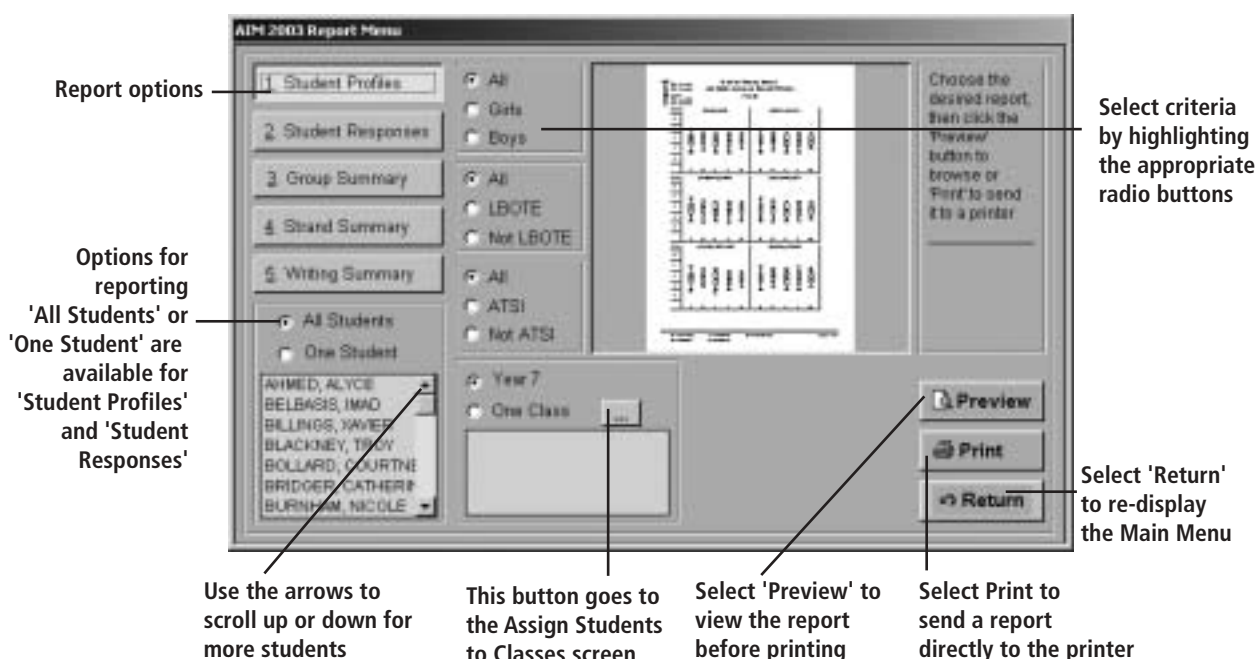 AIM 2003 Report Menu
Report options
1 Student Profiles
2 Student Responses
3 Group Summary
4 Strand Summary
5 Writing Summary
All
Girls
Boys
All
LBOTE
Not LBOTE
All
ATSI
Not ATSI
Choose the
desired report,
then click the
'Preview'
button to
browse or
'Print' to send
it to a printer
Select criteria
by highlighting
the appropriate
radio buttons
Options for
reporting
'All Students' or
'One Student' are
available for
'Student Profiles'
and 'Student
Responses'
All Students
One Student
AHMED, ALYCE
BELBASIS, IMAD
BILLINGS, XAVIER
BLACKNEY, TROY
BOLLARD, COURTNE
BRIDGER, CATHERIN
BURNHAM, NICOLE
Year 7
One Class
...
Preview
Print
Return
Select 'Return'
to re-display
the Main Menu
Use the arrows to
scroll up or down for
more students
This button goes to
the Assign Students
to Classes screen
Select 'Preview' to
view the report
before printing
Select Print to
send a report
directly to the printer